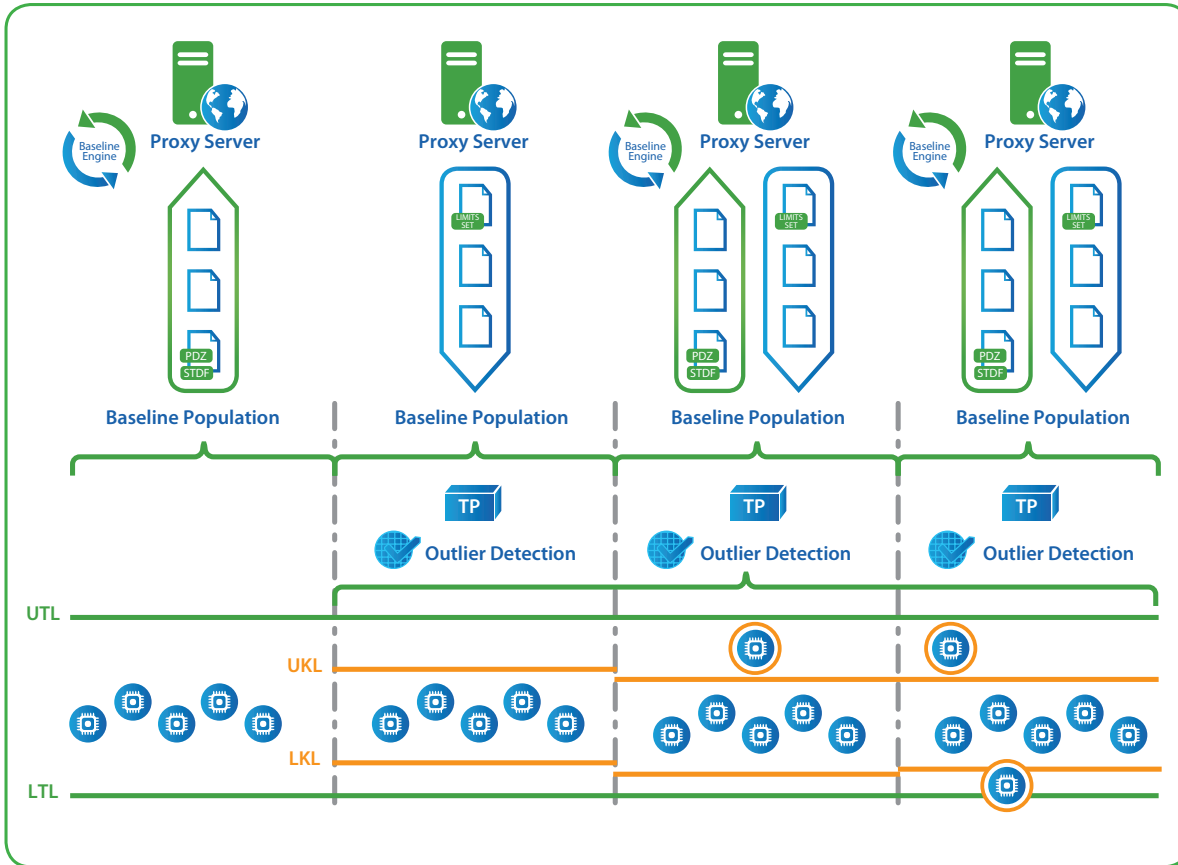 Baseline
Engine
Proxy Server
PDZ
STDF
Baseline Population
Proxy Server
LIMITS
SET
Baseline Population
TP
Outlier Detection
Baseline
Engine
Proxy Server
LIMITS
SET
PDZ
STDF
Baseline Population
TP
Outlier Detection
Baseline
Engine
Proxy Server
LIMITS
SET
PDZ
STDF
Baseline Population
TP
Outlier Detection
UTL
UKL
LKL
LTL